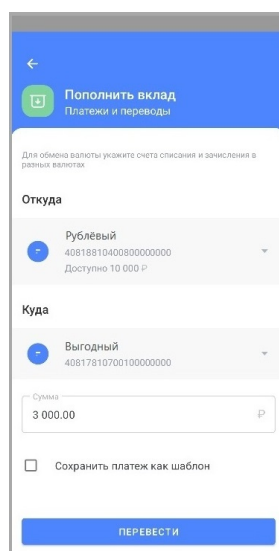 Пополнить вклад
Платежи и переводы
Для обмена валюты укажите счета списания и зачисления в
разных валютах
Откуда
Рублёвый
40818810400800000000
Доступно 10 000 ₽
Куда
Выгодный
40817810700100000000
Сумма
3 000.00 ₽
Сохранить платеж как шаблон
ПЕРЕВЕСТИ